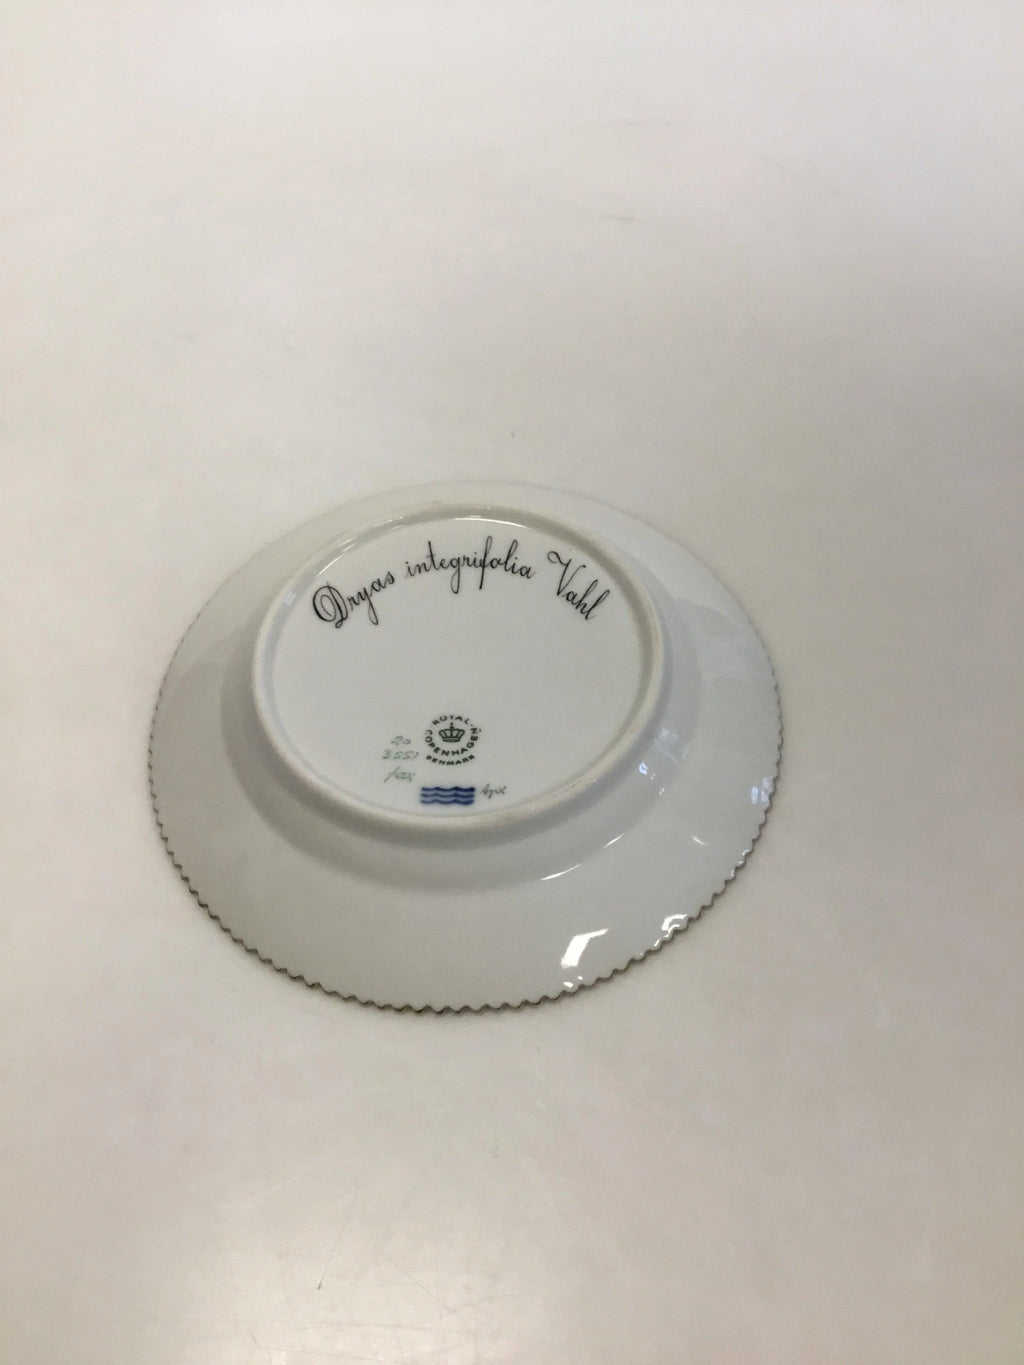 Dryas integrifolia Vahl
ROYAL COPENHAGEN
DENMARK
20
3551